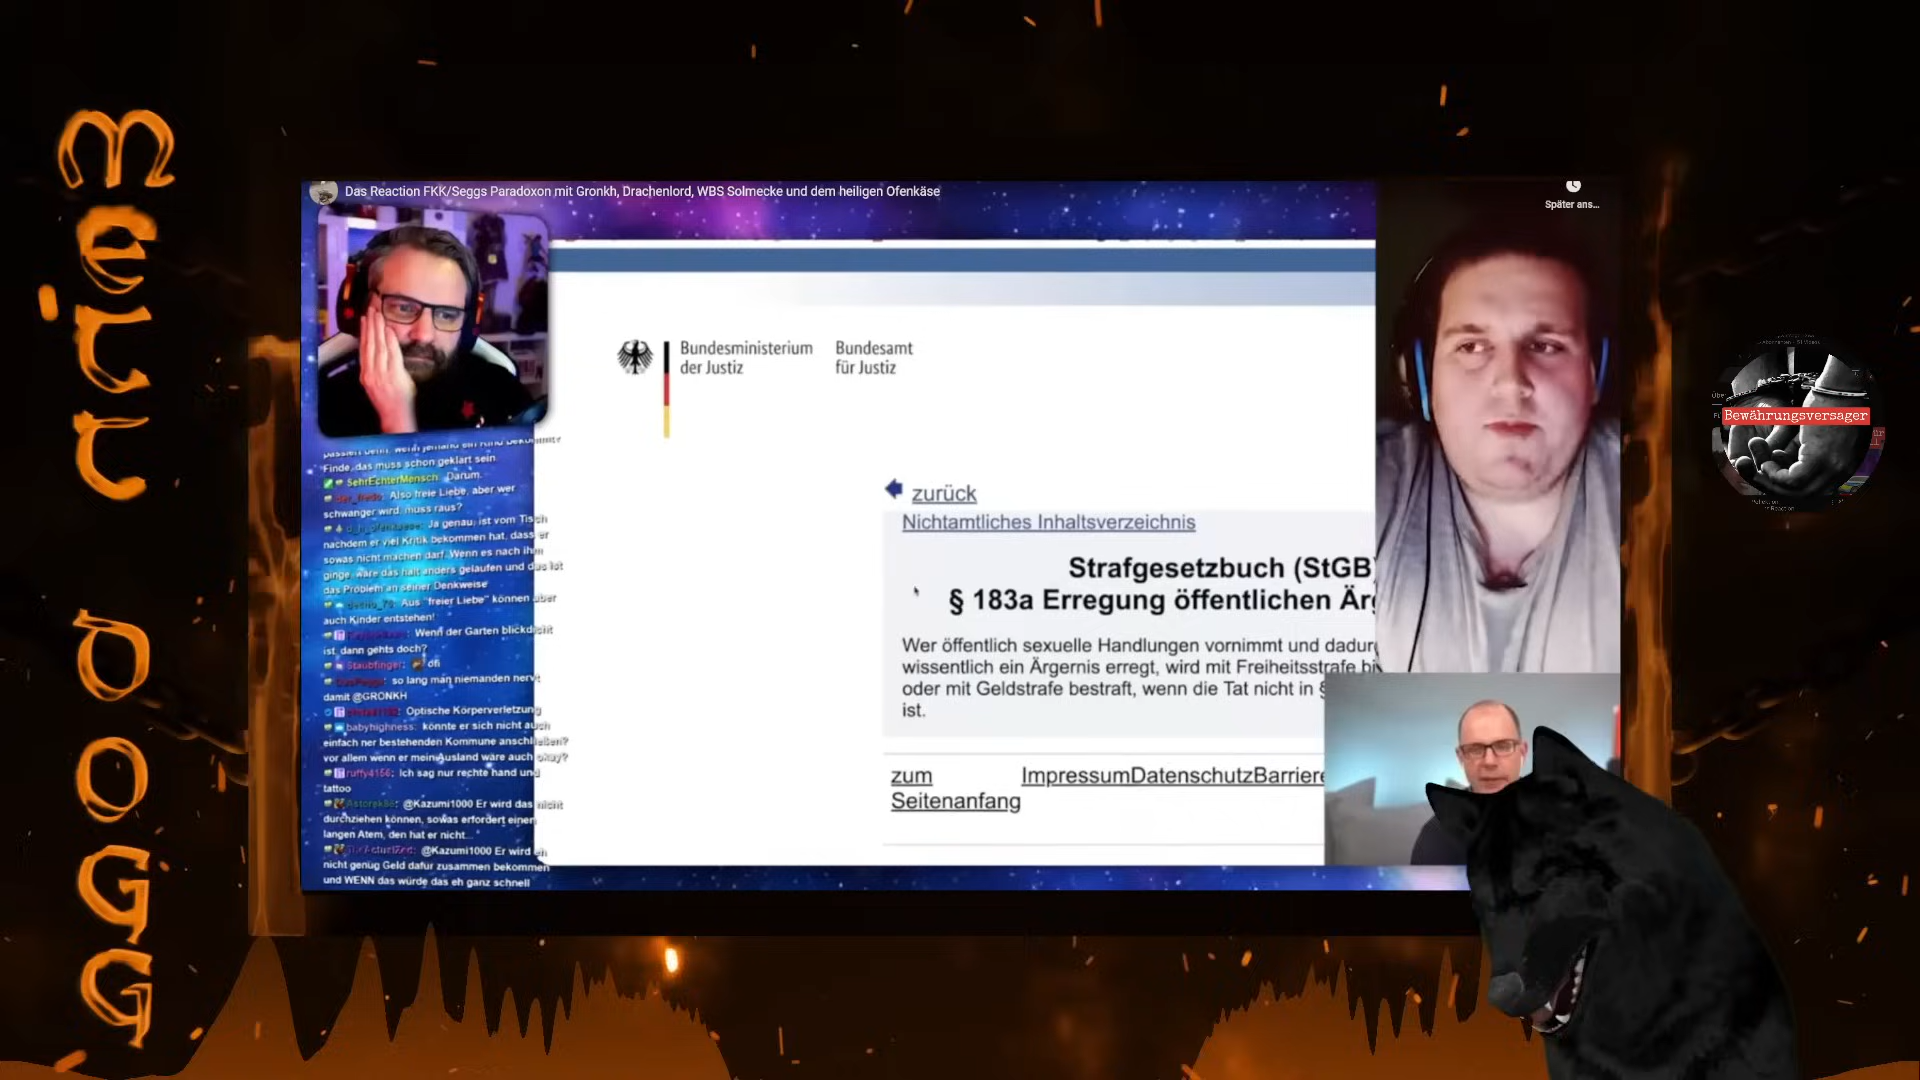 Das Reaction FKK/Seggs Paradoxon mit Gronkh, Drachenlord, WBS Solmecke und dem heiligen Ofenkäse
Später ans...
Bundesministerium
der Justiz
Bundesamt
für Justiz
zurück
Nichtamtliches Inhaltsverzeichnis
Strafgesetzbuch (StGB)
§ 183a Erregung öffentlichen Är
Wer öffentlich sexuelle Handlungen vornimmt und dadur
wissentlich ein Ärgernis erregt, wird mit Freiheitsstrafe bi
oder mit Geldstrafe bestraft, wenn die Tat nicht in §
ist.
zum
Seitenanfang
ImpressumDatenschutzBarriere
Finde, das muss schon geklärt sein.
SehrEchterMensch: Darum.
Also freie Liebe, aber wer
schwanger wird, muss raus?
Ja genau, ist vom Tisch
nachdem er viel Kritik bekommen hat, dass er
sowas nicht machen darf. Wenn es nach ihm
ginge, wäre das halt anders gelaufen und das ist
das Problem an seiner Denkweise
Aus "freier Liebe" können aber
auch Kinder entstehen!
Wenn der Garten blickdicht
ist, dann gehts doch?
Staubfinger: ofi
so lang man niemanden nervt
damit @GRONKH
Optische Körperverletzung
babyhighness: könnte er sich nicht auch
einfach ner bestehenden Kommune anschließen?
vor allem wenn er mein Ausland wäre auch okay?
ruffy4156: Ich sag nur rechte hand und
tattoo
@Kazumi1000 Er wird das nicht
durchziehen können, sowas erfordert einen
langen Atem, den hat er nicht...
@Kazumi1000 Er wird eh
nicht genüg Geld dafür zusammen bekommen
und WENN das würde das eh ganz schnell
Bewährungsversager
DOGG